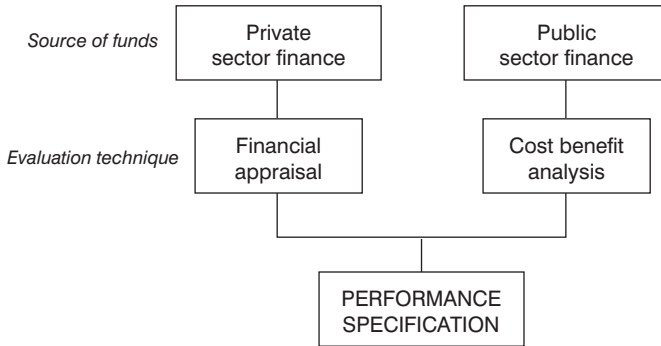 Source of funds
Private
sector finance
Public
sector finance
Evaluation technique
Financial
appraisal
Cost benefit
analysis
PERFORMANCE
SPECIFICATION